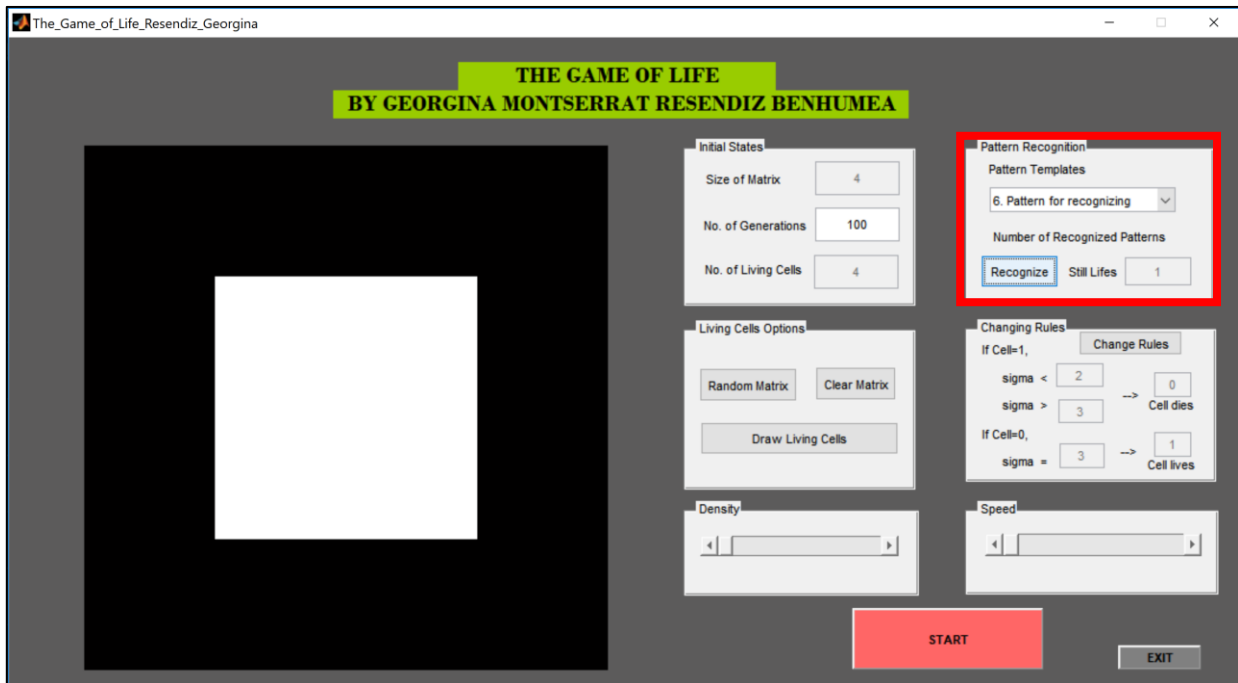 The_Game_of_Life_Resendiz_Georgina
THE GAME OF LIFE
BY GEORGINA MONTSERRAT RESENDIZ BENHUMEA
Initial States
Size of Matrix 4
No. of Generations 100
No. of Living Cells 4
Pattern Recognition
Pattern Templates
6. Pattern for recognizing
Number of Recognized Patterns
Recognize Still Lifes 1
Living Cells Options
Random Matrix Clear Matrix
Draw Living Cells
Changing Rules
If Cell=1, Change Rules
sigma < 2
--> 0
sigma > 3
Cell dies
If Cell=0,
sigma = 3 --> 1
Cell lives
Density
Speed
START
EXIT